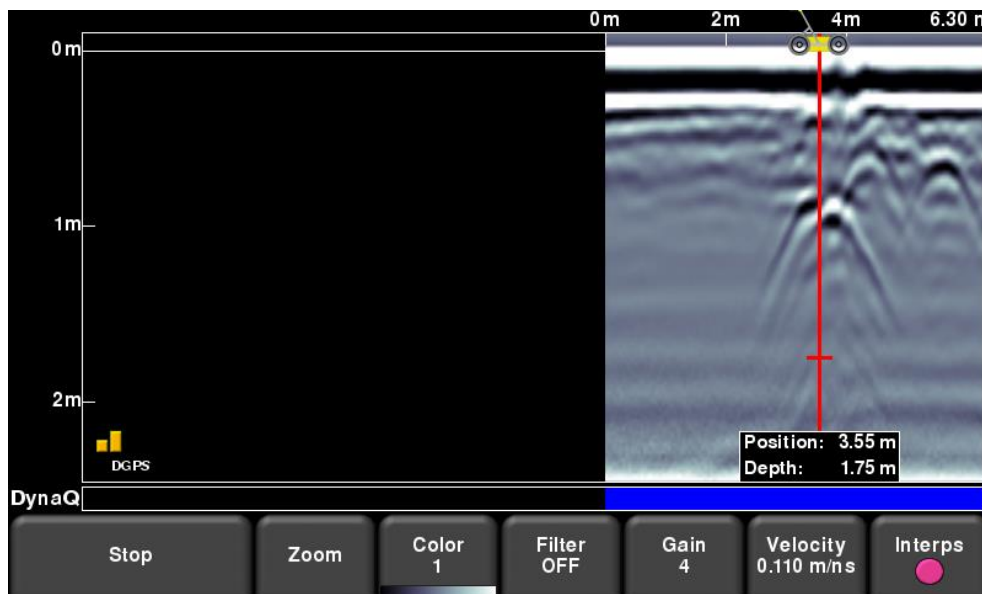 0m 2m 4m 6.30 m
0m
1m
2m
DGPS
Position: 3.55 m
Depth: 1.75 m
DynaQ
Stop
Zoom
Color
1
Filter
OFF
Gain
4
Velocity
0.110 m/ns
Interps